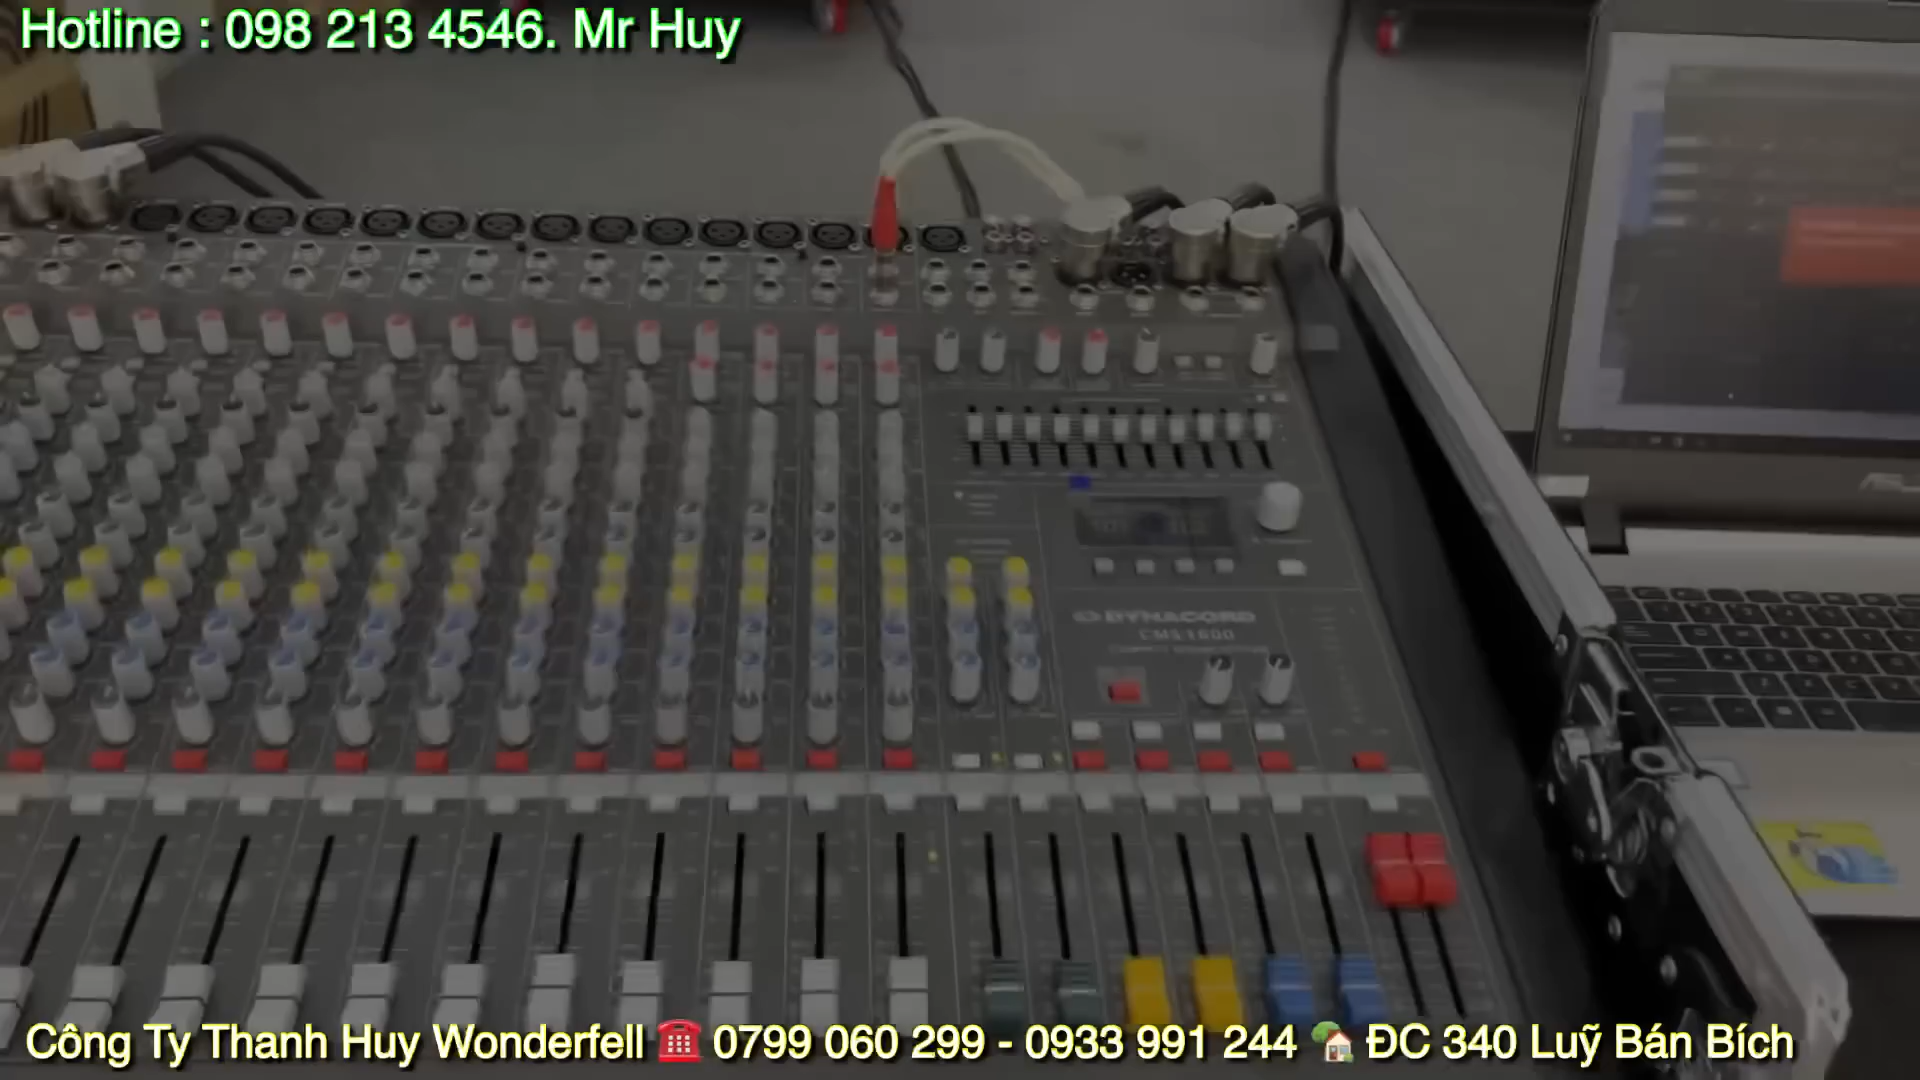 Hotline : 098 213 4546. Mr Huy
DYNACORD
CMS1600
Công Ty Thanh Huy Wonderfell ☎️ 0799 060 299 - 0933 991 244 🏡 ĐC 340 Luỹ Bán Bích